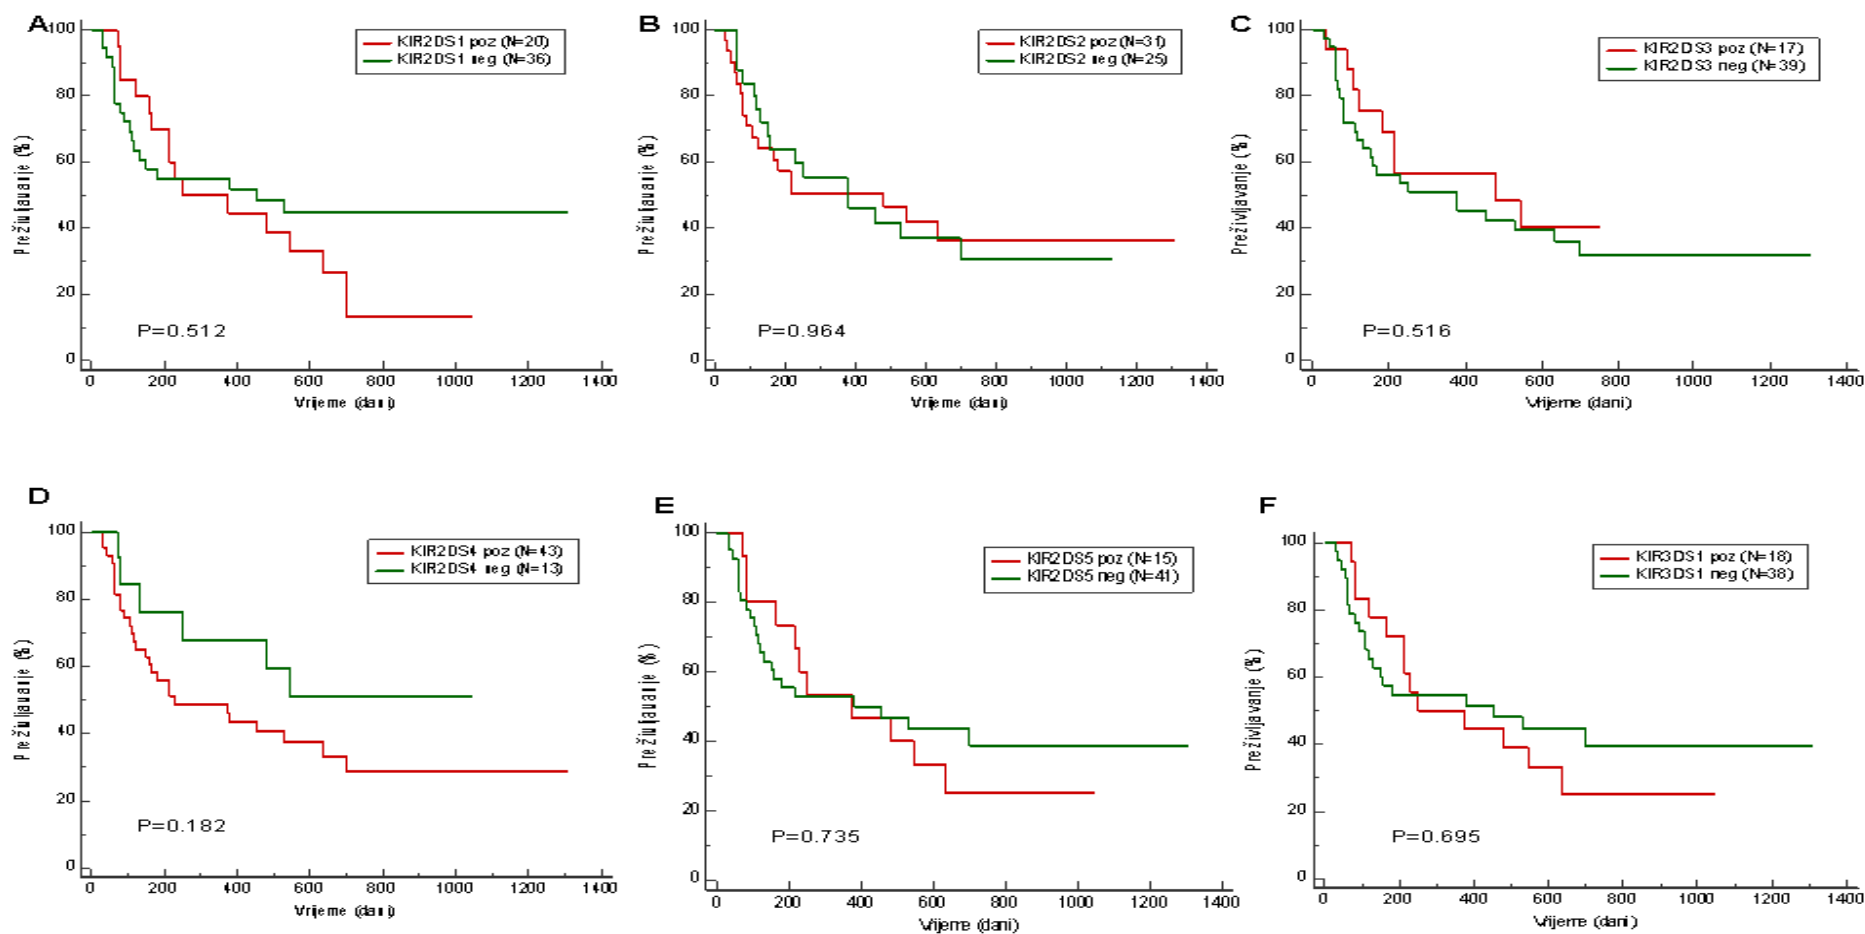 A
KIR2DS1 poz (N=20)
KIR2DS1 neg (N=36)
Preživljavanje (%)
100
80
60
40
20
0
P=0.512
0 200 400 600 800 1000 1200 1400
Vrijeme (dani)
B
KIR2DS2 poz (N=31)
KIR2DS2 neg (N=25)
Preživljavanje (%)
100
80
60
40
20
0
P=0.964
0 200 400 600 800 1000 1200 1400
Vrijeme (dani)
C
KIR2DS3 poz (N=17)
KIR2DS3 neg (N=39)
Preživljavanje (%)
100
80
60
40
20
0
P=0.516
0 200 400 600 800 1000 1200 1400
Vrijeme (dani)
D
KIR2DS4 poz (N=43)
KIR2DS4 neg (N=13)
Preživljavanje (%)
100
80
60
40
20
0
P=0.182
0 200 400 600 800 1000 1200 1400
Vrijeme (dani)
E
KIR2DS5 poz (N=15)
KIR2DS5 neg (N=41)
Preživljavanje (%)
100
80
60
40
20
0
P=0.735
0 200 400 600 800 1000 1200 1400
Vrijeme (dani)
F
KIR3DS1 poz (N=18)
KIR3DS1 neg (N=38)
Preživljavanje (%)
100
80
60
40
20
0
P=0.695
0 200 400 600 800 1000 1200 1400
Vrijeme (dani)